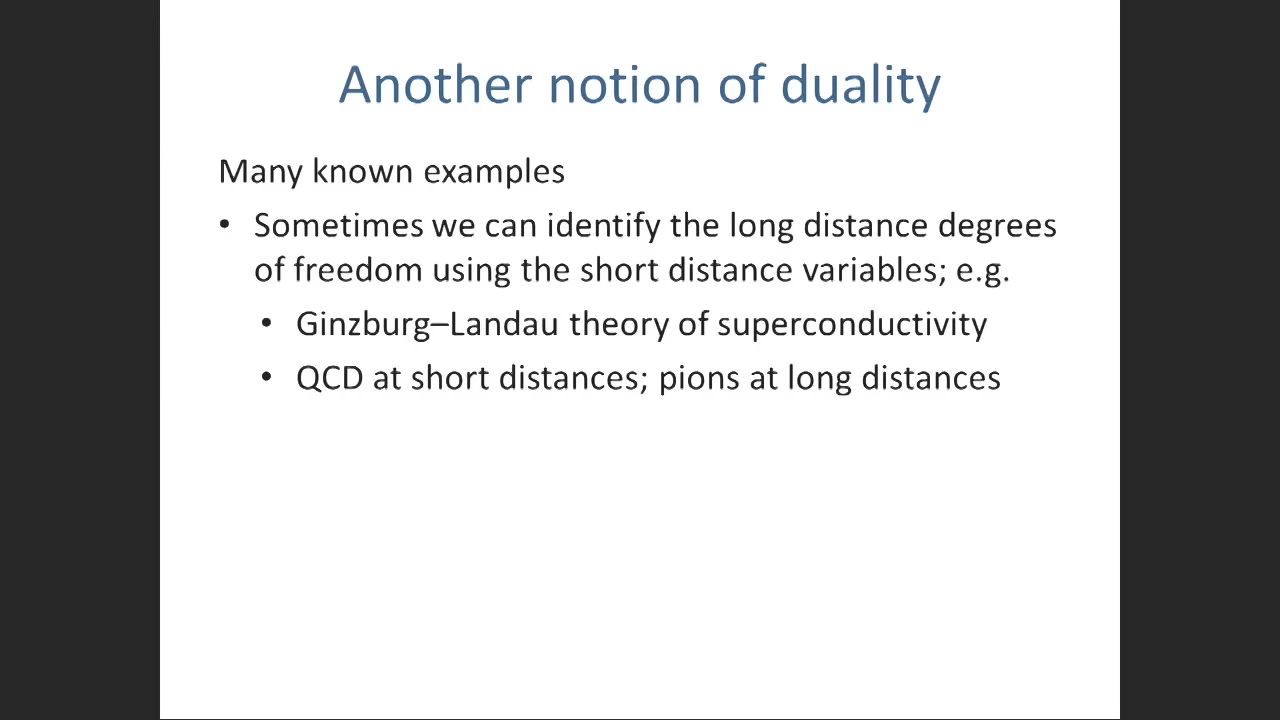 Another notion of duality
Many known examples
• Sometimes we can identify the long distance degrees
of freedom using the short distance variables; e.g.
• Ginzburg–Landau theory of superconductivity
• QCD at short distances; pions at long distances